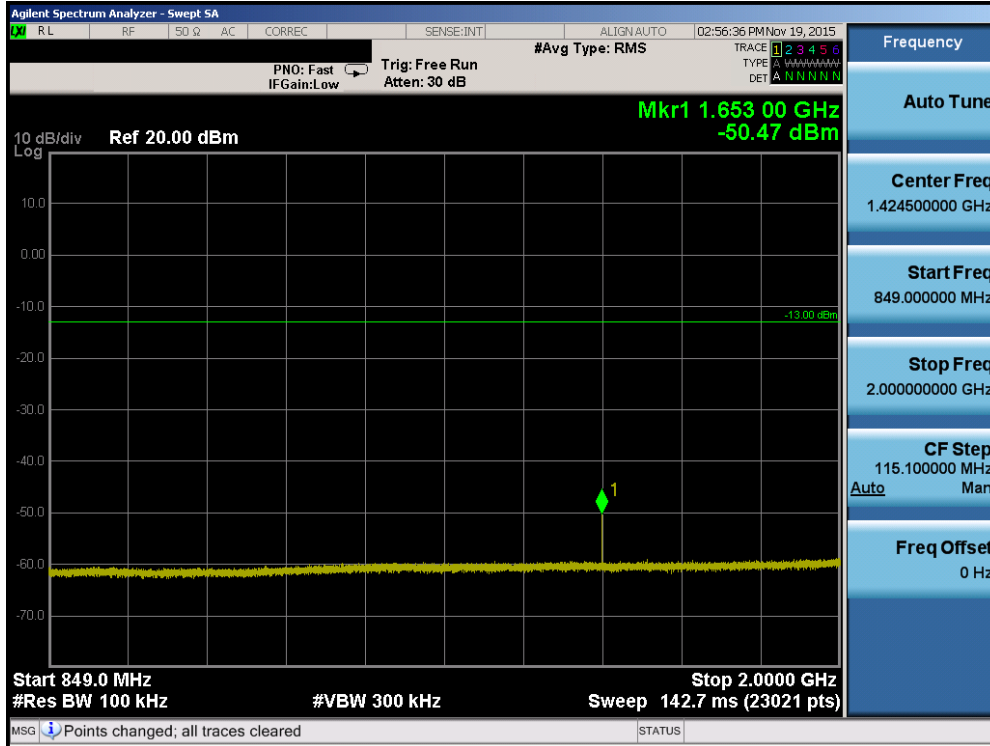 Agilent Spectrum Analyzer - Swept SA
LXI RL RF 50 Ω AC CORREC SENSE:INT ALIGN AUTO 02:56:36 PM Nov 19, 2015
PNO: Fast
IFGain:Low
Trig: Free Run
Atten: 30 dB
#Avg Type: RMS
TRACE 1 2 3 4 5 6
TYPE A WWWWW
DET A N N N N N
Mkr1 1.653 00 GHz
-50.47 dBm
10 dB/div Ref 20.00 dBm
Log
10.0
0.00
-10.0
-13.00 dBm
-20.0
-30.0
-40.0
1
-50.0
-60.0
-70.0
Start 849.0 MHz Stop 2.0000 GHz
#Res BW 100 kHz #VBW 300 kHz Sweep 142.7 ms (23021 pts)
MSG Points changed; all traces cleared STATUS
Frequency
Auto Tune
Center Freq
1.424500000 GHz
Start Freq
849.000000 MHz
Stop Freq
2.000000000 GHz
CF Step
115.100000 MHz
Auto Man
Freq Offset
0 Hz